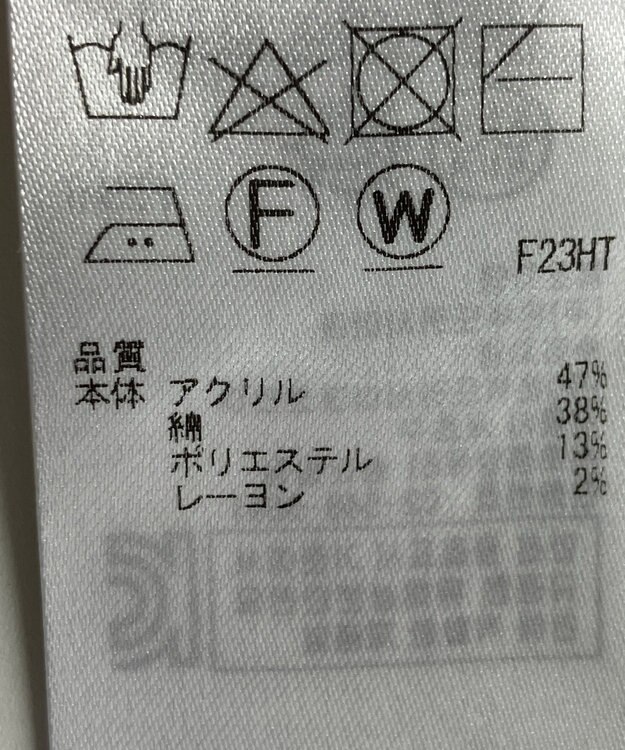 F
W
F23HT
品質
本体 アクリル 47%
綿 38%
ポリエステル 13%
レーヨン 2%